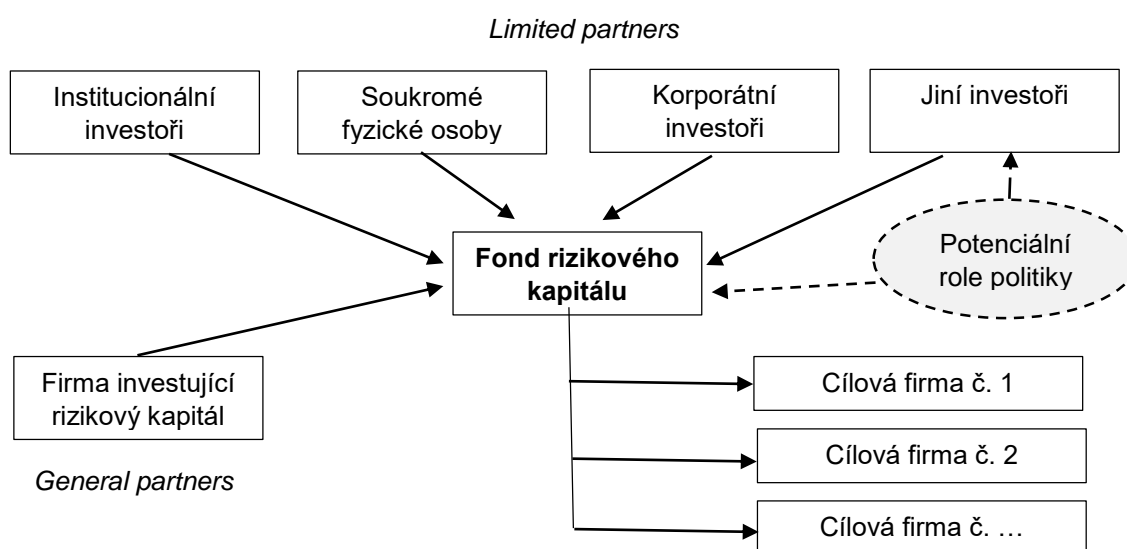 Limited partners
Institucionální
investoři
Soukromé
fyzické osoby
Korporátní
investoři
Jiní investoři
Fond rizikového
kapitálu
Potenciální
role politiky
Firma investující
rizikový kapitál
General partners
Cílová firma č. 1
Cílová firma č. 2
Cílová firma č. …